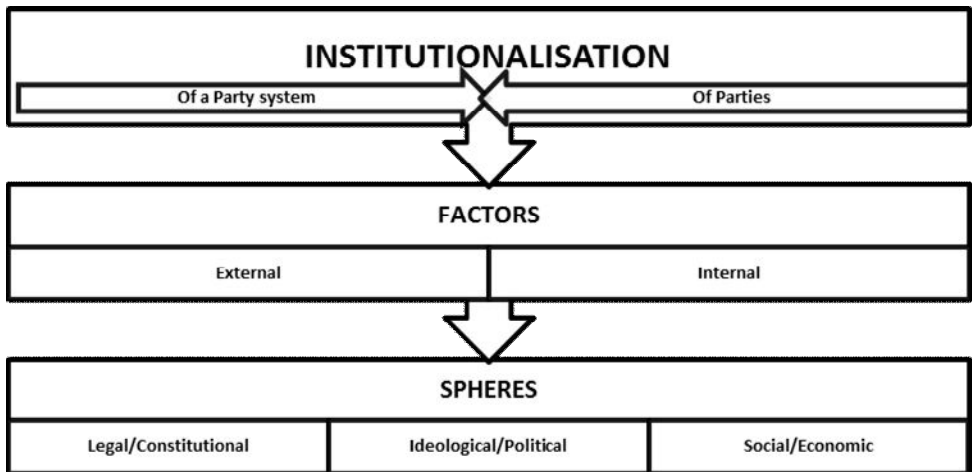 INSTITUTIONALISATION
Of a Party system
Of Parties
FACTORS
External
Internal
SPHERES
Legal/Constitutional
Ideological/Political
Social/Economic